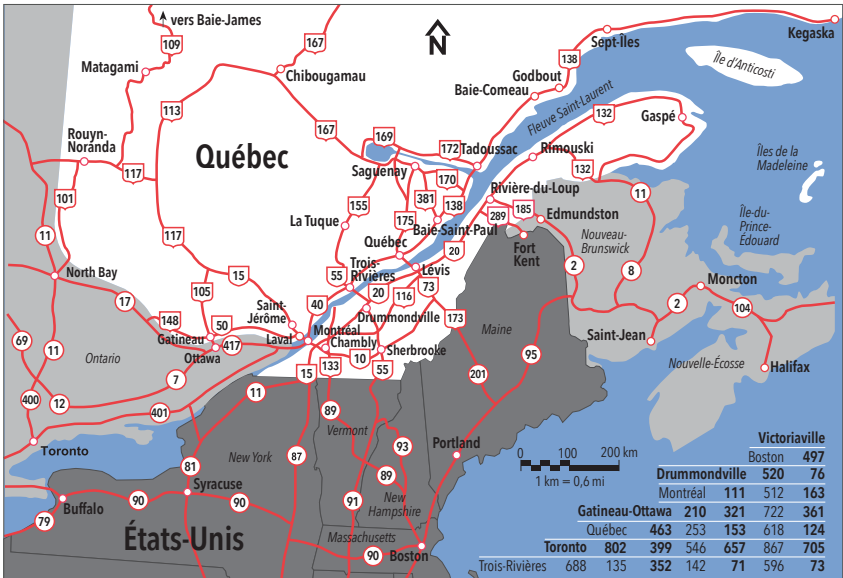 vers Baie-James
109
167
Kegaska
Sept-Îles
N
138
Matagami
Chibougamau
Godbout
Île d'Anticosti
Baie-Comeau
113
Fleuve Saint-Laurent
132
Gaspé
167
169
Rouyn-
Noranda
172
Tadoussac
Rimouski
Québec
117
Saguenay
132
Îles de la
Madeleine
170
101
155
381
138
Rivière-du-Loup
11
185
289
Edmundston
Île-du-
Prince-
Édouard
La Tuque
175
Baie-Saint-Paul
11
117
Québec
20
Fort
Kent
Nouveau-
Brunswick
Trois-
Rivières
Lévis
2
8
North Bay
15
55
Moncton
105
20
116
73
17
Saint-
Jérôme
40
2
104
148
50
Drummondville
173
Gatineau
Montréal
Maine
Saint-Jean
69
11
417
Laval
Chambly
Sherbrooke
95
Ontario
Ottawa
10
Nouvelle-Écosse
15
133
55
Halifax
7
201
400
12
11
401
89
Vermont
Toronto
93
Portland
Victoriaville
81
New York
87
0 100 200 km
Boston 497
1 km = 0,6 mi
Drummondville 520 76
89
Syracuse
Montréal 111 512 163
Buffalo
90
90
91
New
Hampshire
Gatineau-Ottawa 210 321 722 361
79
Québec 463 253 153 618 124
États-Unis
Massachusetts
Toronto 802 399 546 657 867 705
90
Boston
Trois-Rivières 688 135 352 142 71 596 73